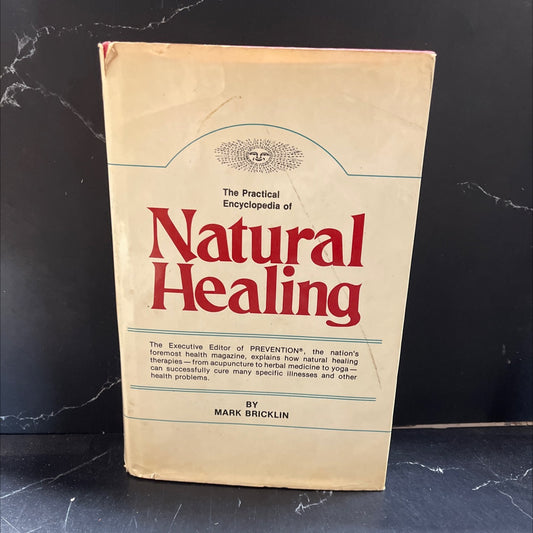 The Practical
Encyclopedia of
Natural
Healing
The Executive Editor of PREVENTION®, the nation's
foremost health magazine, explains how natural healing
therapies—from acupuncture to herbal medicine to yoga—
can successfully cure many specific illnesses and other
health problems.
BY
MARK BRICKLIN